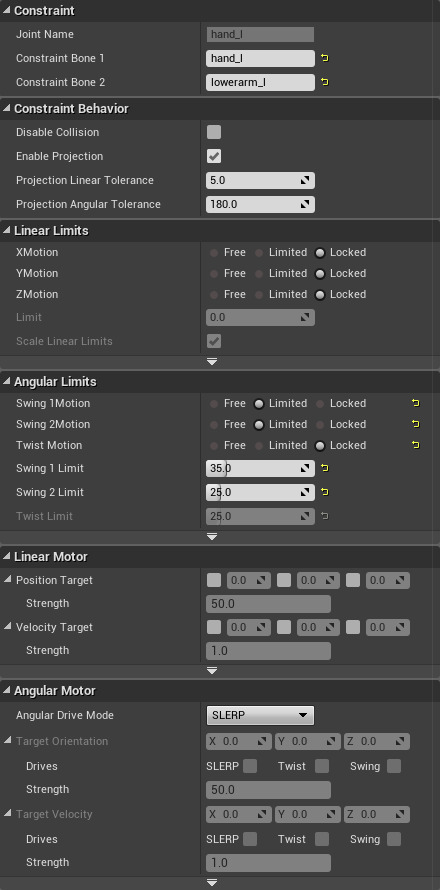 Constraint
Joint Name hand_l
Constraint Bone 1 hand_l
Constraint Bone 2 lowerarm_l
Constraint Behavior
Disable Collision
Enable Projection
Projection Linear Tolerance 5.0
Projection Angular Tolerance 180.0
Linear Limits
XMotion Free Limited Locked
YMotion Free Limited Locked
ZMotion Free Limited Locked
Limit 0.0
Scale Linear Limits
Angular Limits
Swing 1Motion Free Limited Locked
Swing 2Motion Free Limited Locked
Twist Motion Free Limited Locked
Swing 1 Limit 35.0
Swing 2 Limit 25.0
Twist Limit 25.0
Linear Motor
Position Target 0.0 0.0 0.0
Strength 50.0
Velocity Target 0.0 0.0 0.0
Strength 1.0
Angular Motor
Angular Drive Mode SLERP
Target Orientation X 0.0 Y 0.0 Z 0.0
Drives SLERP Twist Swing
Strength 50.0
Target Velocity X 0.0 Y 0.0 Z 0.0
Drives SLERP Twist Swing
Strength 1.0